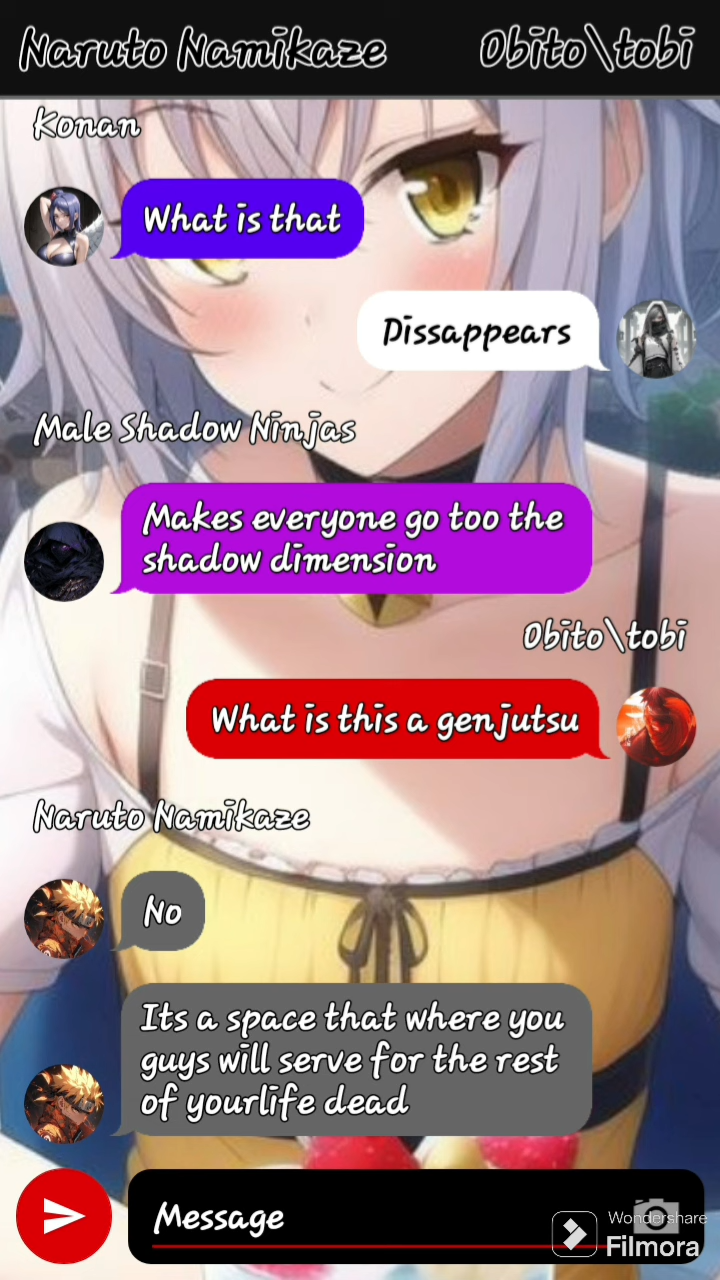 Naruto Namikaze Obito\tobi
Konan
What is that
Dissappears
Male Shadow Ninjas
Makes everyone go too the
shadow dimension
Obito\tobi
What is this a genjutsu
Naruto Namikaze
No
Its a space that where you
guys will serve for the rest
of yourlife dead
Message
Wondershare
Filmora